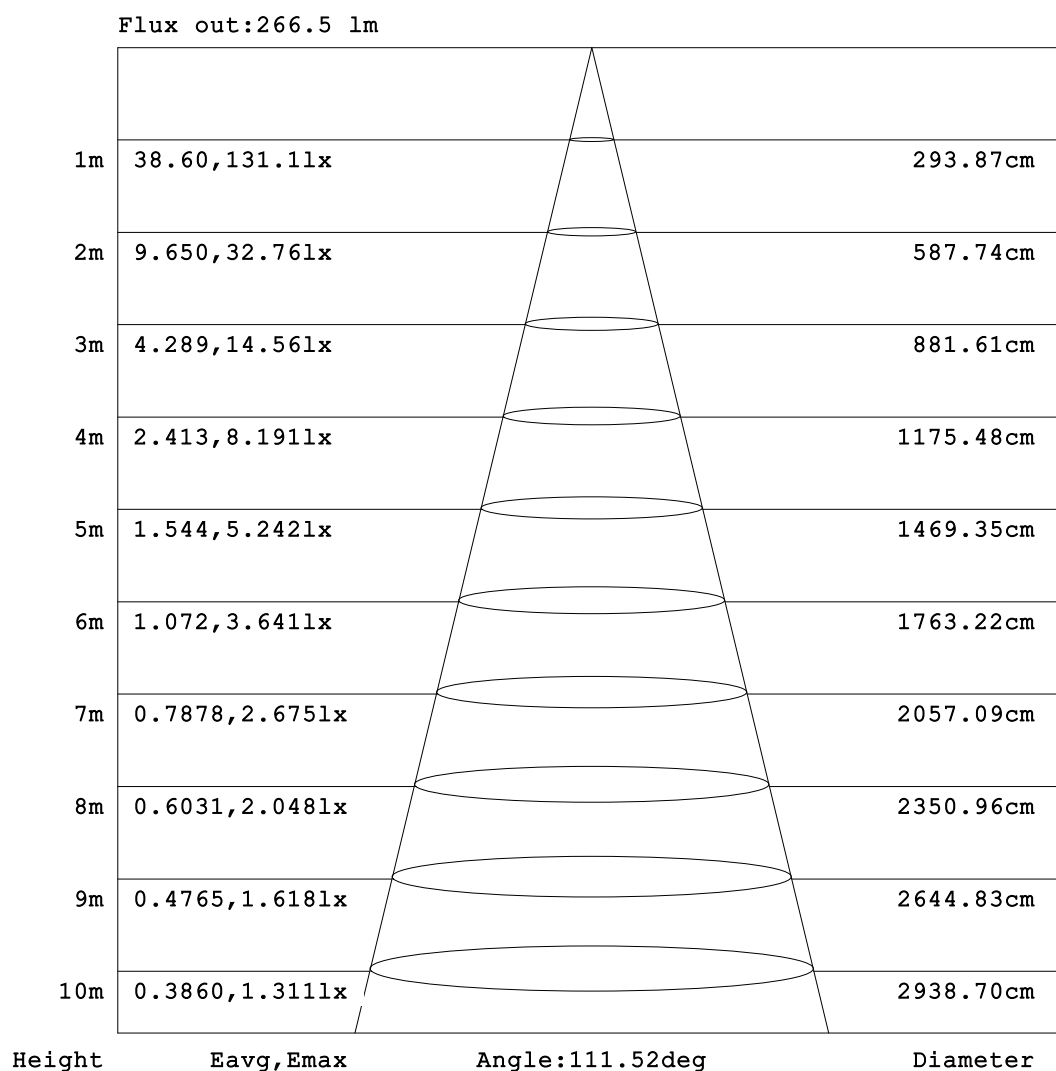 Flux out:266.5 lm
1m 38.60,131.1lx 293.87cm
2m 9.650,32.76lx 587.74cm
3m 4.289,14.56lx 881.61cm
4m 2.413,8.191lx 1175.48cm
5m 1.544,5.242lx 1469.35cm
6m 1.072,3.641lx 1763.22cm
7m 0.7878,2.675lx 2057.09cm
8m 0.6031,2.048lx 2350.96cm
9m 0.4765,1.618lx 2644.83cm
10m 0.3860,1.311lx 2938.70cm
Height Eavg,Emax Angle:111.52deg Diameter